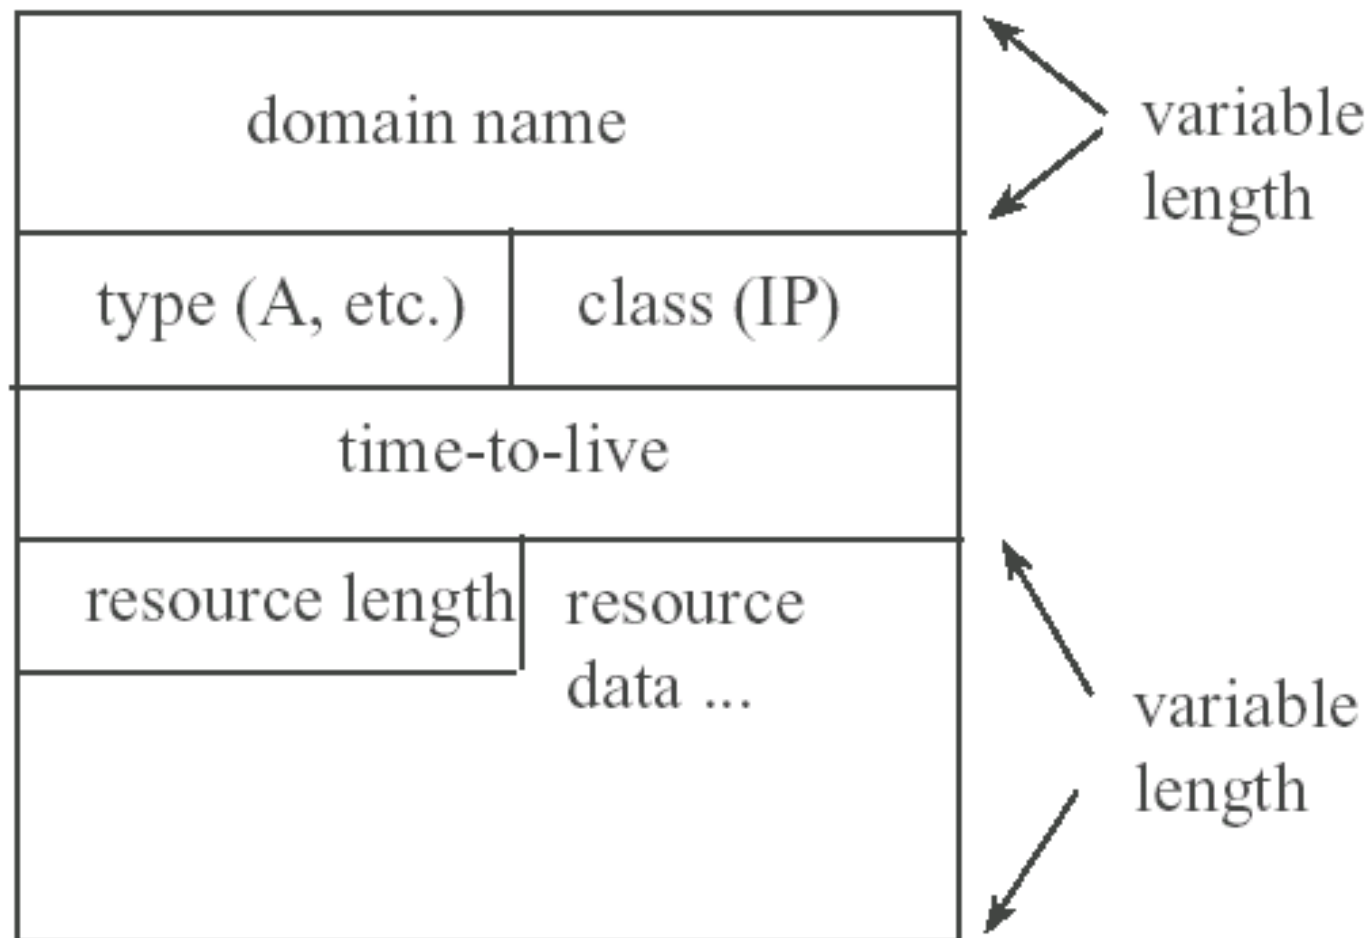 domain name
variable
length
type (A, etc.)
class (IP)
time-to-live
resource length
resource
data ...
variable
length